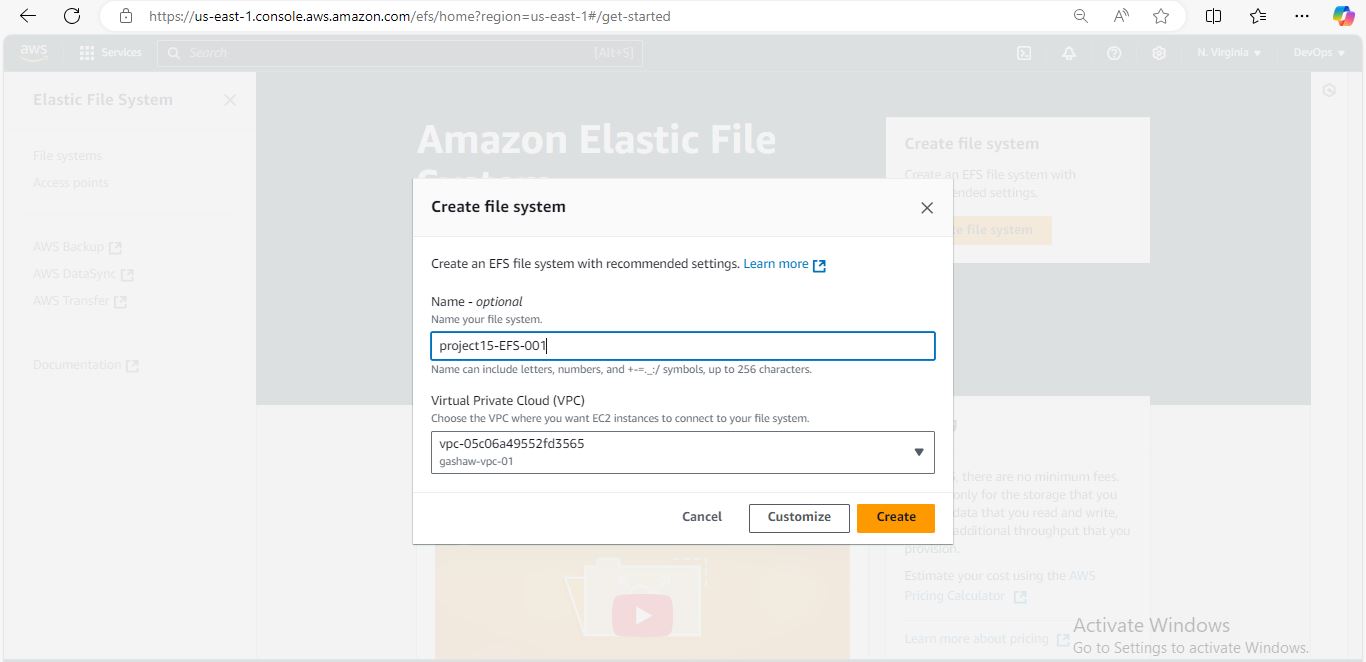 https://us-east-1.console.aws.amazon.com/efs/home?region=us-east-1#/get-started
aws
Services
Search
[Alt+S]
N. Virginia
DevOps
Elastic File System
File systems
Access points
AWS Backup
AWS DataSync
AWS Transfer
Documentation
Amazon Elastic File
System
Create file system
Create an EFS file system with
ended settings.
e file system
Create file system
Create an EFS file system with recommended settings. Learn more
Name - optional
Name your file system.
project15-EFS-001
Name can include letters, numbers, and +-=._:/ symbols, up to 256 characters.
Virtual Private Cloud (VPC)
Choose the VPC where you want EC2 instances to connect to your file system.
vpc-05c06a49552fd3565
gashaw-vpc-01
Cancel
Customize
Create
, there are no minimum fees.
only for the storage that you
data that you read and write,
additional throughput that you
provision.
Estimate your cost using the AWS
Pricing Calculator
Learn more about pricing
Activate Windows
Go to Settings to activate Windows.